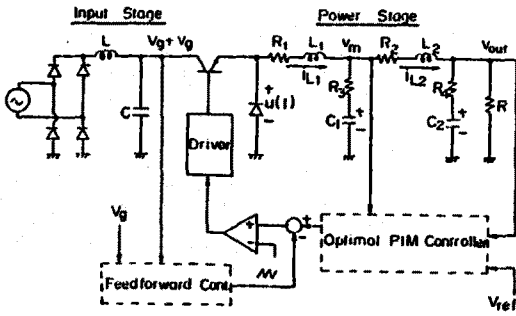 Input Stage
Power Stage
L
Vg + Vg
R1
L1
Vm
R2
L2
Vout
iL1
iL2
R3
R4
C
u(t)
C1
C2
R
Driver
Vg
Optimal PIM Controller
Feedforward Cont.
Vref